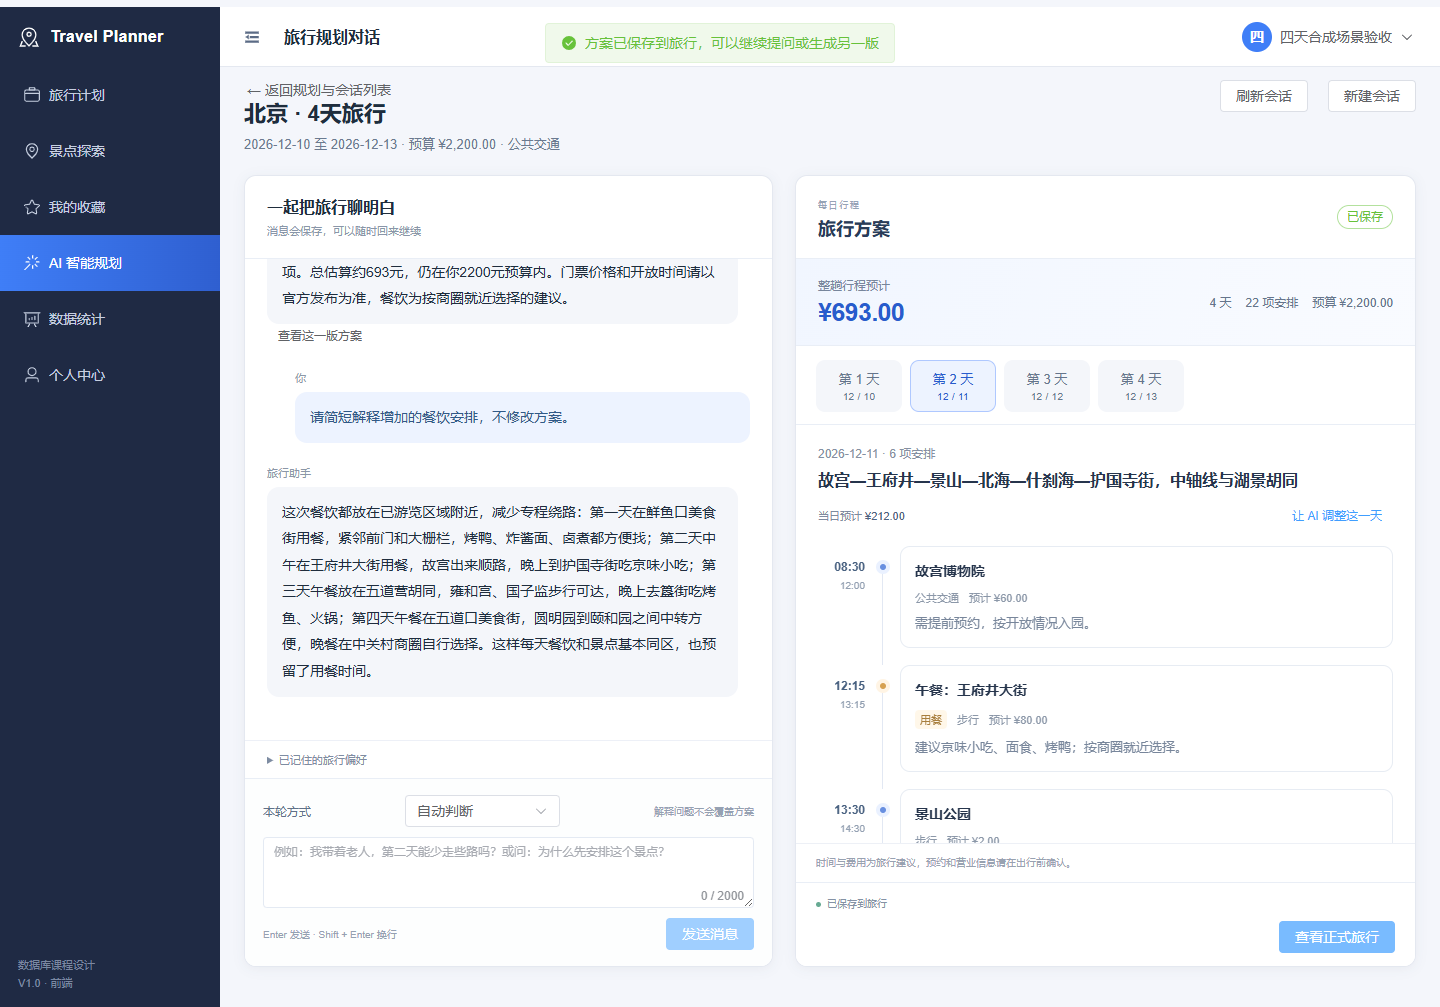 Travel Planner
旅行计划
景点探索
我的收藏
AI 智能规划
数据统计
个人中心
数据库课程设计
V1.0 · 前端
旅行规划对话
方案已保存到旅行，可以继续提问或生成另一版
四
四天合成场景验收
← 返回规划与会话列表
北京 · 4天旅行
2026-12-10 至 2026-12-13 · 预算 ¥2,200.00 · 公共交通
刷新会话
新建会话
一起把旅行聊明白
消息会保存，可以随时回来继续
项。总估算约693元，仍在你2200元预算内。门票价格和开放时间请以
官方发布为准，餐饮为按商圈就近选择的建议。
查看这一版方案
你
请简短解释增加的餐饮安排，不修改方案。
旅行助手
这次餐饮都放在已游览区域附近，减少专程绕路：第一天在鲜鱼口美食
街用餐，紧邻前门和大栅栏，烤鸭、炸酱面、卤煮都方便找；第二天中
午在王府井大街用餐，故宫出来顺路，晚上到护国寺街吃京味小吃；第
三天午餐放在五道营胡同，雍和宫、国子监步行可达，晚上去簋街吃烤
鱼、火锅；第四天午餐在五道口美食街，圆明园到颐和园之间中转方
便，晚餐在中关村商圈自行选择。这样每天餐饮和景点基本同区，也预
留了用餐时间。
已记住的旅行偏好
本轮方式
自动判断
解释问题不会覆盖方案
例如：我带着老人，第二天能少走些路吗？或问：为什么先安排这个景点？
0 / 2000
Enter 发送 · Shift + Enter 换行
发送消息
每日行程
旅行方案
已保存
整趟行程预计
¥693.00
4 天 22 项安排 预算 ¥2,200.00
第 1 天
12 / 10
第 2 天
12 / 11
第 3 天
12 / 12
第 4 天
12 / 13
2026-12-11 · 6 项安排
故宫—王府井—景山—北海—什刹海—护国寺街，中轴线与湖景胡同
当日预计 ¥212.00
让 AI 调整这一天
08:30
12:00
故宫博物院
公共交通 预计 ¥60.00
需提前预约，按开放情况入园。
12:15
13:15
午餐：王府井大街
用餐 步行 预计 ¥80.00
建议京味小吃、面食、烤鸭；按商圈就近选择。
13:30
14:30
景山公园
步行 预计 ¥2.00
时间与费用为旅行建议，预约和营业信息请在出行前确认。
已保存到旅行
查看正式旅行